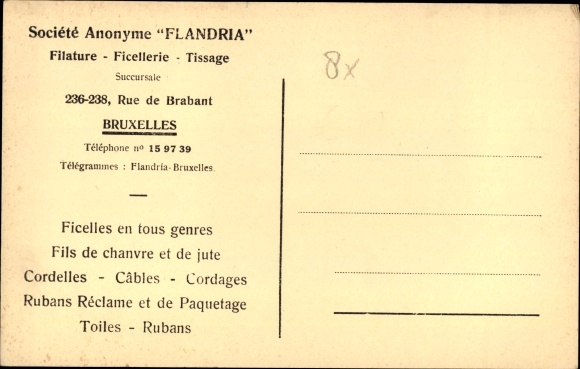 Société Anonyme "FLANDRIA"
Filature - Ficellerie - Tissage
Succursale
236-238, Rue de Brabant
BRUXELLES
Téléphone nº 15 97 39
Télégrammes : Flandria-Bruxelles.
Ficelles en tous genres
Fils de chanvre et de jute
Cordelles - Câbles - Cordages
Rubans Réclame et de Paquetage
Toiles - Rubans
8x